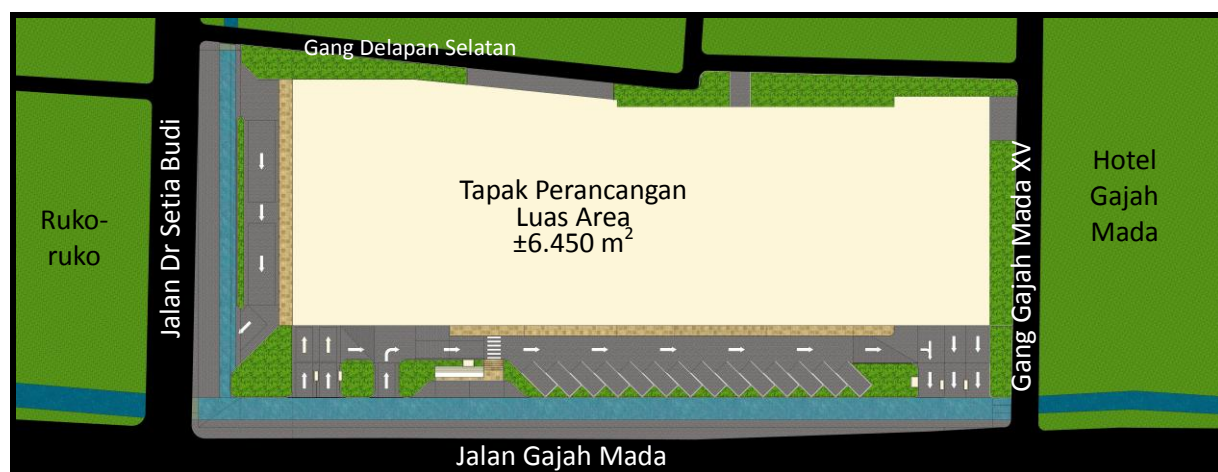 Gang Delapan Selatan
Jalan Dr Setia Budi
Ruko-
ruko
Tapak Perancangan
Luas Area
±6.450 m²
Gang Gajah Mada XV
Hotel
Gajah
Mada
Jalan Gajah Mada